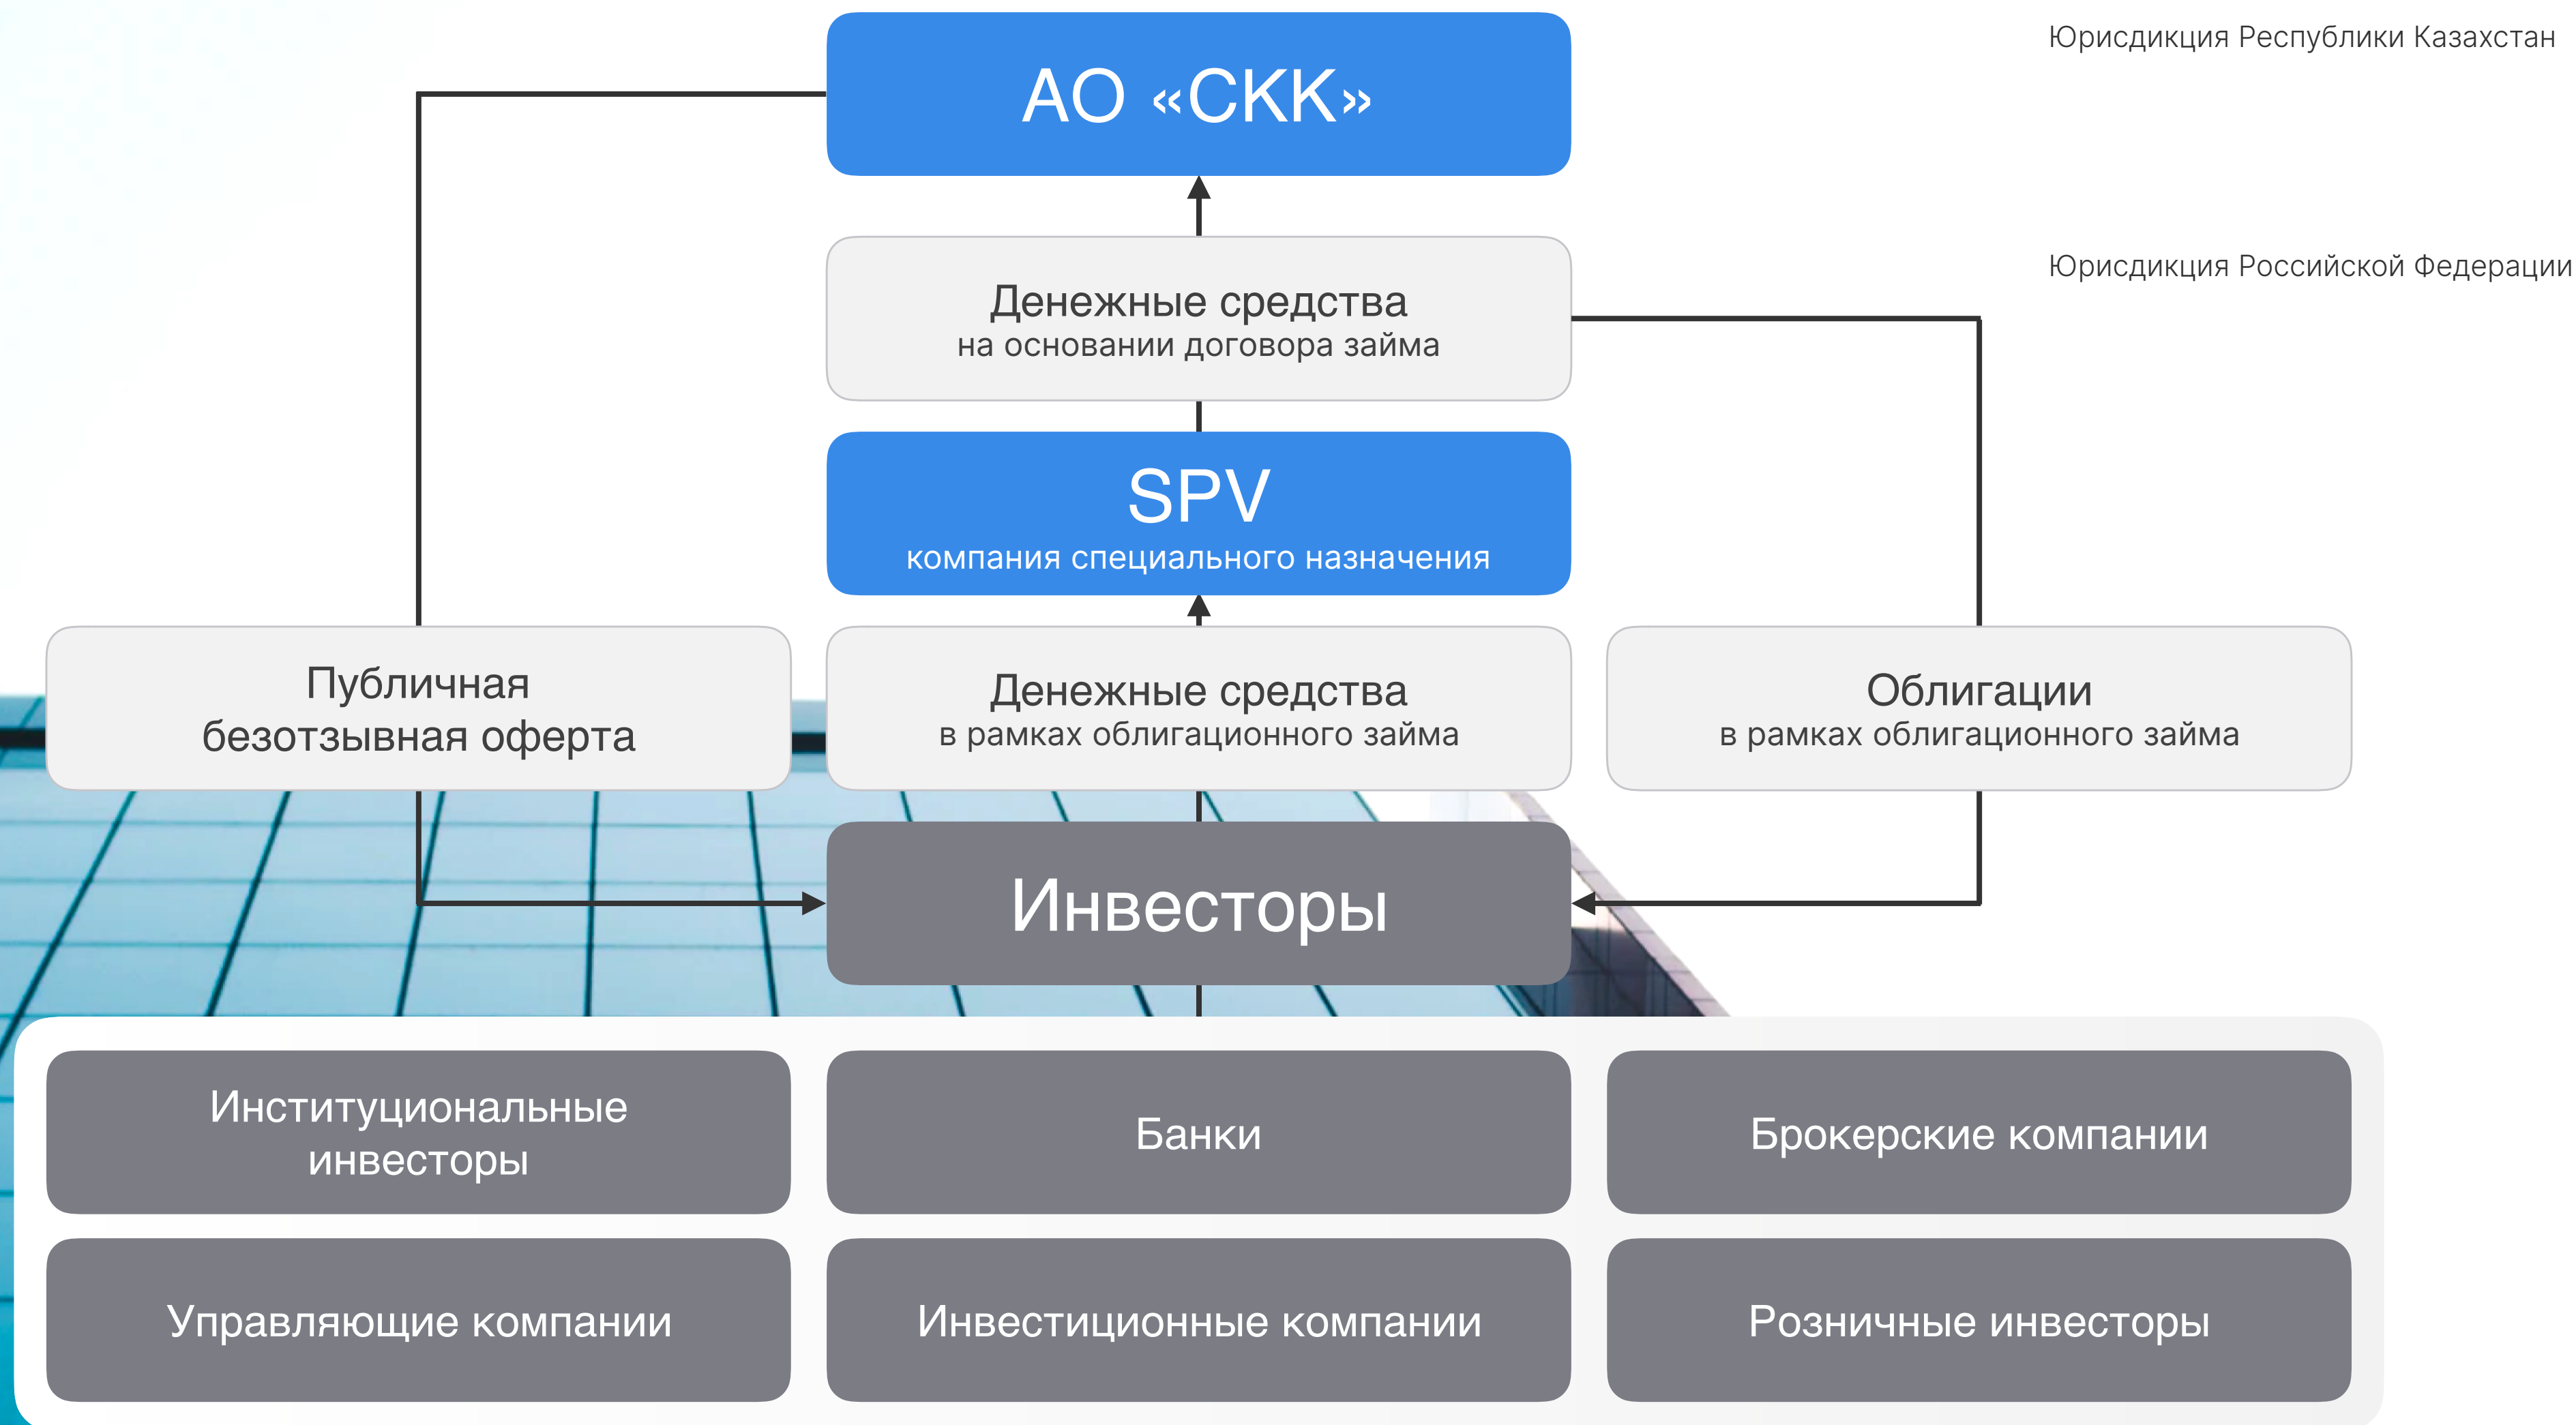 Юрисдикция Республики Казахстан
АО «СКК»
Юрисдикция Российской Федерации
Денежные средства
на основании договора займа
SPV
компания специального назначения
Публичная
безотзывная оферта
Денежные средства
в рамках облигационного займа
Облигации
в рамках облигационного займа
Инвесторы
Институциональные
инвесторы
Банки
Брокерские компании
Управляющие компании
Инвестиционные компании
Розничные инвесторы